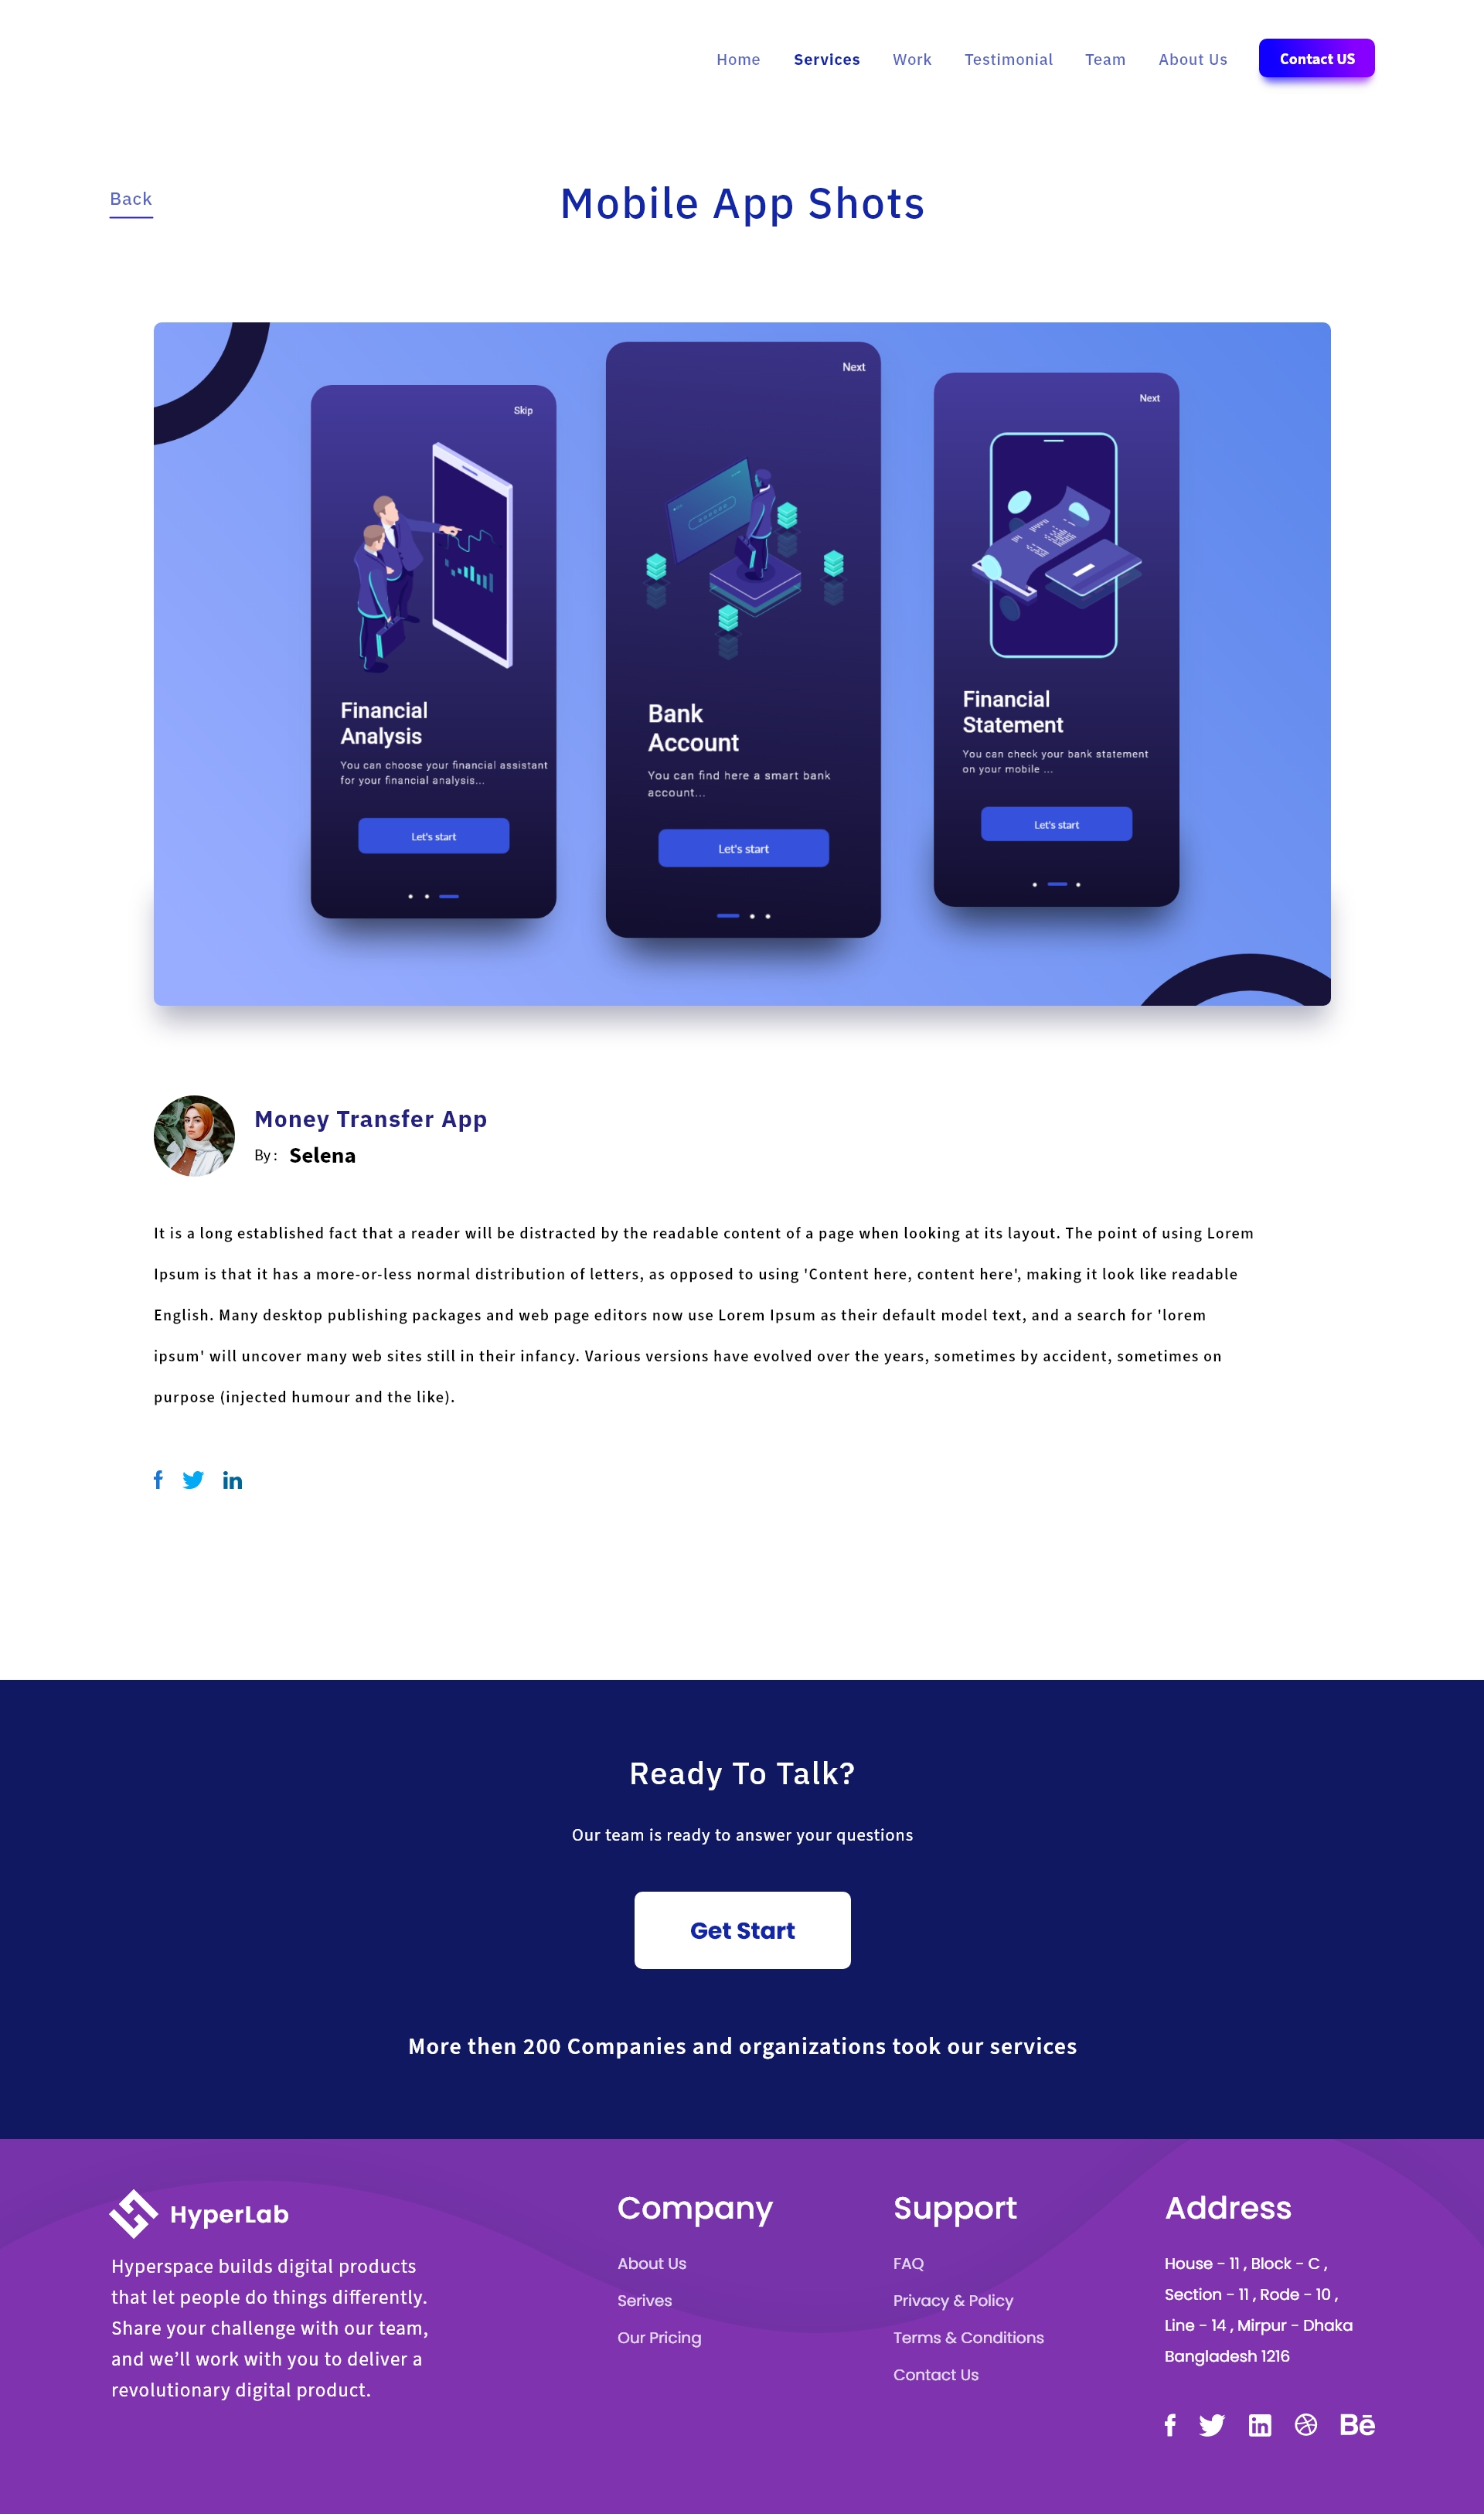 Home Services Work Testimonial Team About Us Contact US
Back
Mobile App Shots
Skip
Financial
Analysis
You can choose your financial assistant
for your financial analysis...
Let's start
Next
Bank
Account
You can find here a smart bank
account...
Let's start
Next
Financial
Statement
You can check your bank statement
on your mobile ...
Let's start
Money Transfer App
By : Selena
It is a long established fact that a reader will be distracted by the readable content of a page when looking at its layout. The point of using Lorem
Ipsum is that it has a more-or-less normal distribution of letters, as opposed to using 'Content here, content here', making it look like readable
English. Many desktop publishing packages and web page editors now use Lorem Ipsum as their default model text, and a search for 'lorem
ipsum' will uncover many web sites still in their infancy. Various versions have evolved over the years, sometimes by accident, sometimes on
purpose (injected humour and the like).
Ready To Talk?
Our team is ready to answer your questions
Get Start
More then 200 Companies and organizations took our services
HyperLab
Hyperspace builds digital products
that let people do things differently.
Share your challenge with our team,
and we’ll work with you to deliver a
revolutionary digital product.
Company
About Us
Serives
Our Pricing
Support
FAQ
Privacy & Policy
Terms & Conditions
Contact Us
Address
House - 11 , Block - C ,
Section - 11 , Rode - 10 ,
Line - 14 , Mirpur - Dhaka
Bangladesh 1216